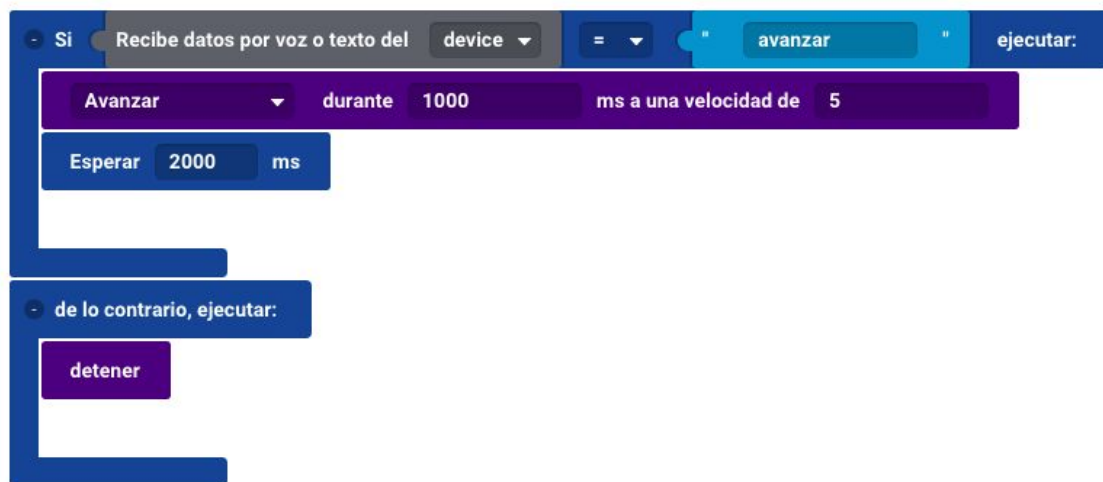 - Si Recibe datos por voz o texto del device = " avanzar " ejecutar:
Avanzar durante 1000 ms a una velocidad de 5
Esperar 2000 ms
- de lo contrario, ejecutar:
detener